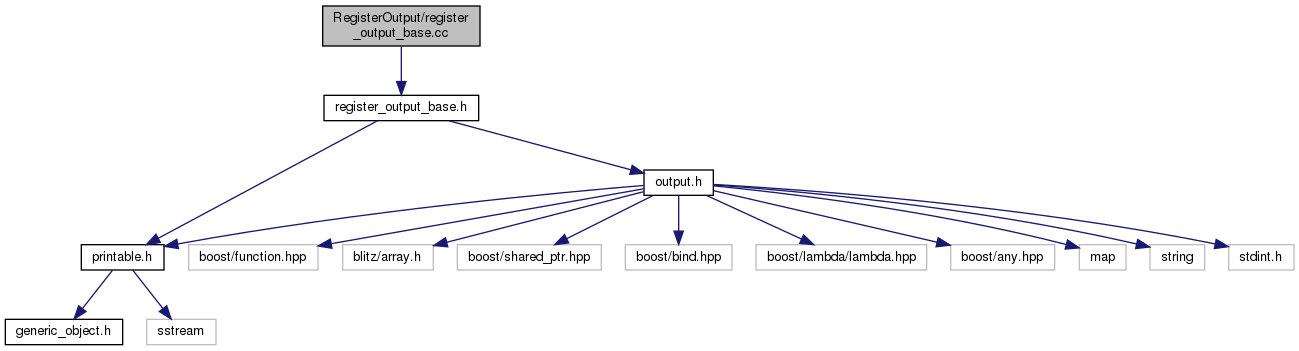 RegisterOutput/register
_output_base.cc
register_output_base.h
output.h
printable.h
boost/function.hpp
blitz/array.h
boost/shared_ptr.hpp
boost/bind.hpp
boost/lambda/lambda.hpp
boost/any.hpp
map
string
stdint.h
generic_object.h
sstream